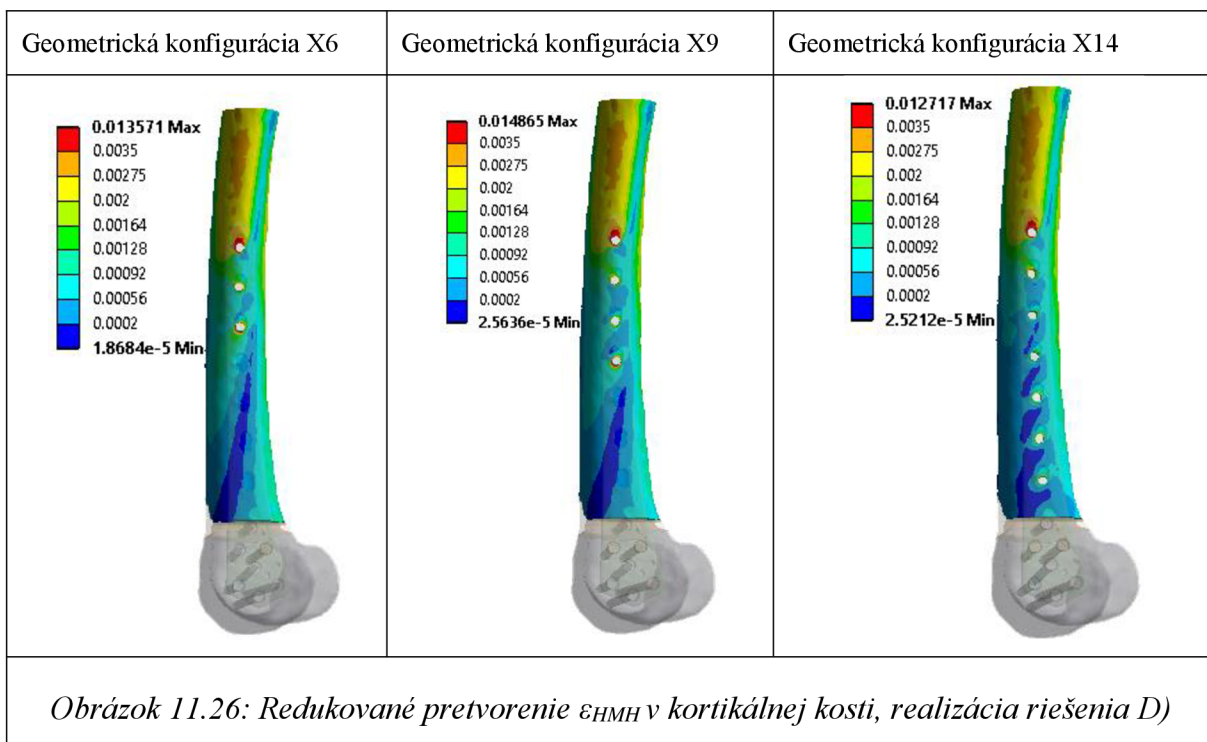 Geometrická konfigurácia X6
Geometrická konfigurácia X9
Geometrická konfigurácia X14
0.013571 Max
0.0035
0.00275
0.002
0.00164
0.00128
0.00092
0.00056
0.0002
1.8684e-5 Min
0.014865 Max
0.0035
0.00275
0.002
0.00164
0.00128
0.00092
0.00056
0.0002
2.5636e-5 Min
0.012717 Max
0.0035
0.00275
0.002
0.00164
0.00128
0.00092
0.00056
0.0002
2.5212e-5 Min
Obrázok 11.26: Redukované pretvorenie εHMH v kortikálnej kosti, realizácia riešenia D)